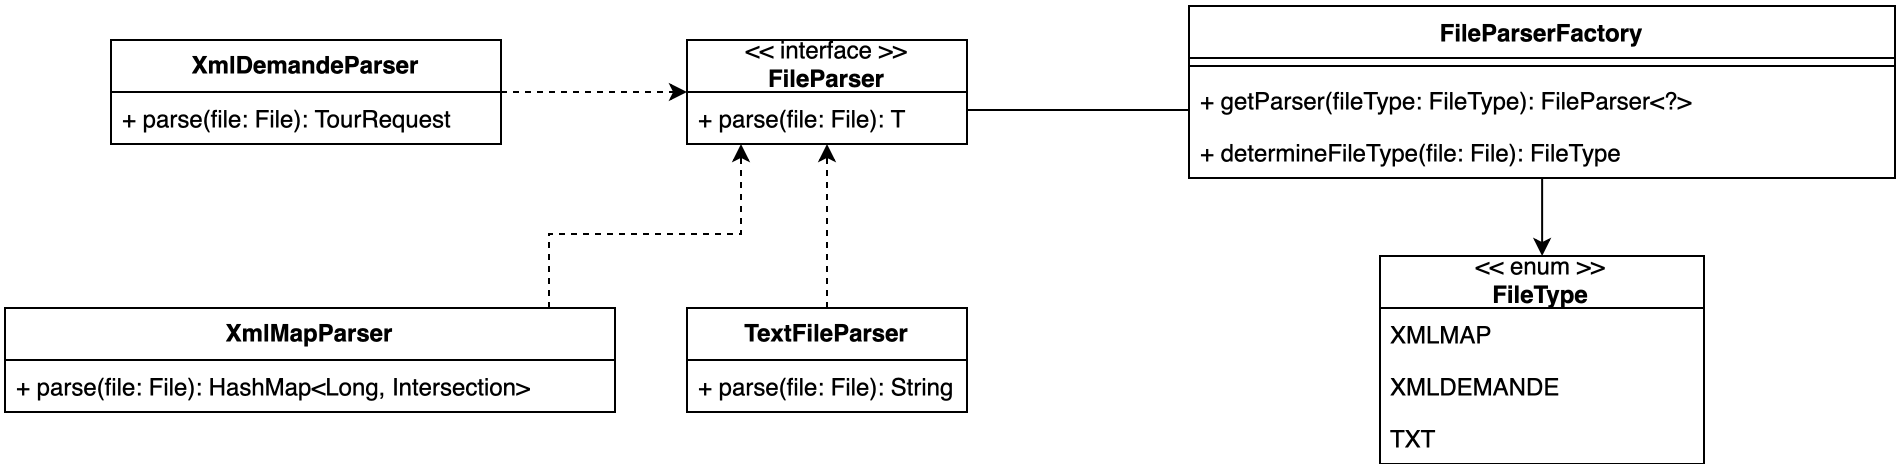 XmlDemandeParser
+ parse(file: File): TourRequest
<< interface >>
FileParser
+ parse(file: File): T
FileParserFactory
+ getParser(fileType: FileType): FileParser<?>
+ determineFileType(file: File): FileType
XmlMapParser
+ parse(file: File): HashMap<Long, Intersection>
TextFileParser
+ parse(file: File): String
<< enum >>
FileType
XMLMAP
XMLDEMANDE
TXT